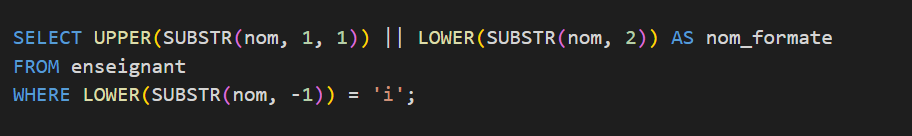 SELECT UPPER(SUBSTR(nom, 1, 1)) || LOWER(SUBSTR(nom, 2)) AS nom_formate
FROM enseignant
WHERE LOWER(SUBSTR(nom, -1)) = 'i';